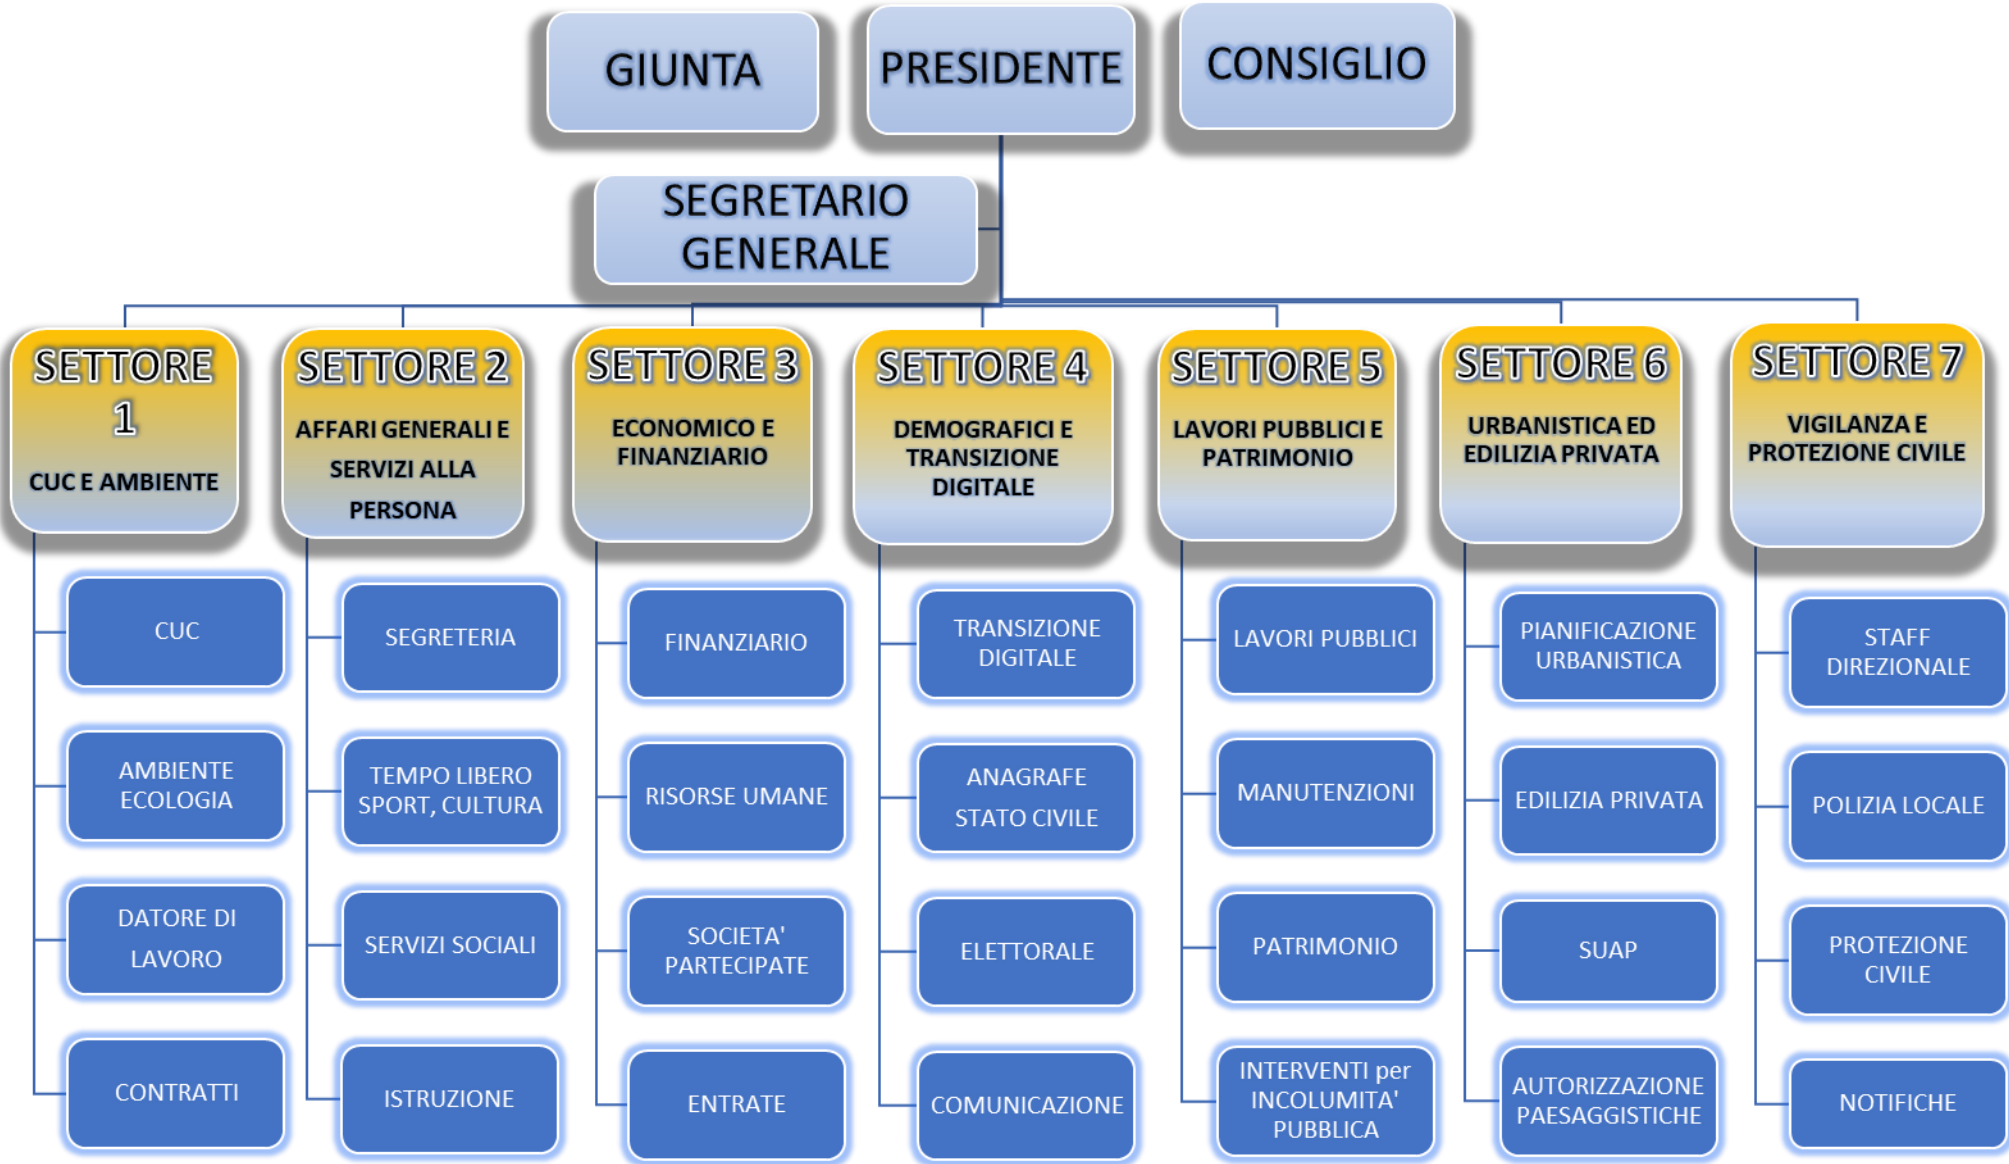 GIUNTA
PRESIDENTE
CONSIGLIO
SEGRETARIO
GENERALE
SETTORE
1
CUC E AMBIENTE
CUC
AMBIENTE
ECOLOGIA
DATORE DI
LAVORO
CONTRATTI
SETTORE 2
AFFARI GENERALI E
SERVIZI ALLA
PERSONA
SEGRETERIA
TEMPO LIBERO
SPORT, CULTURA
SERVIZI SOCIALI
ISTRUZIONE
SETTORE 3
ECONOMICO E
FINANZIARIO
FINANZIARIO
RISORSE UMANE
SOCIETA'
PARTECIPATE
ENTRATE
SETTORE 4
DEMOGRAFICI E
TRANSIZIONE
DIGITALE
TRANSIZIONE
DIGITALE
ANAGRAFE
STATO CIVILE
ELETTORALE
COMUNICAZIONE
SETTORE 5
LAVORI PUBBLICI E
PATRIMONIO
LAVORI PUBBLICI
MANUTENZIONI
PATRIMONIO
INTERVENTI per
INCOLUMITA'
PUBBLICA
SETTORE 6
URBANISTICA ED
EDILIZIA PRIVATA
PIANIFICAZIONE
URBANISTICA
EDILIZIA PRIVATA
SUAP
AUTORIZZAZIONE
PAESAGGISTICHE
SETTORE 7
VIGILANZA E
PROTEZIONE CIVILE
STAFF
DIREZIONALE
POLIZIA LOCALE
PROTEZIONE
CIVILE
NOTIFICHE